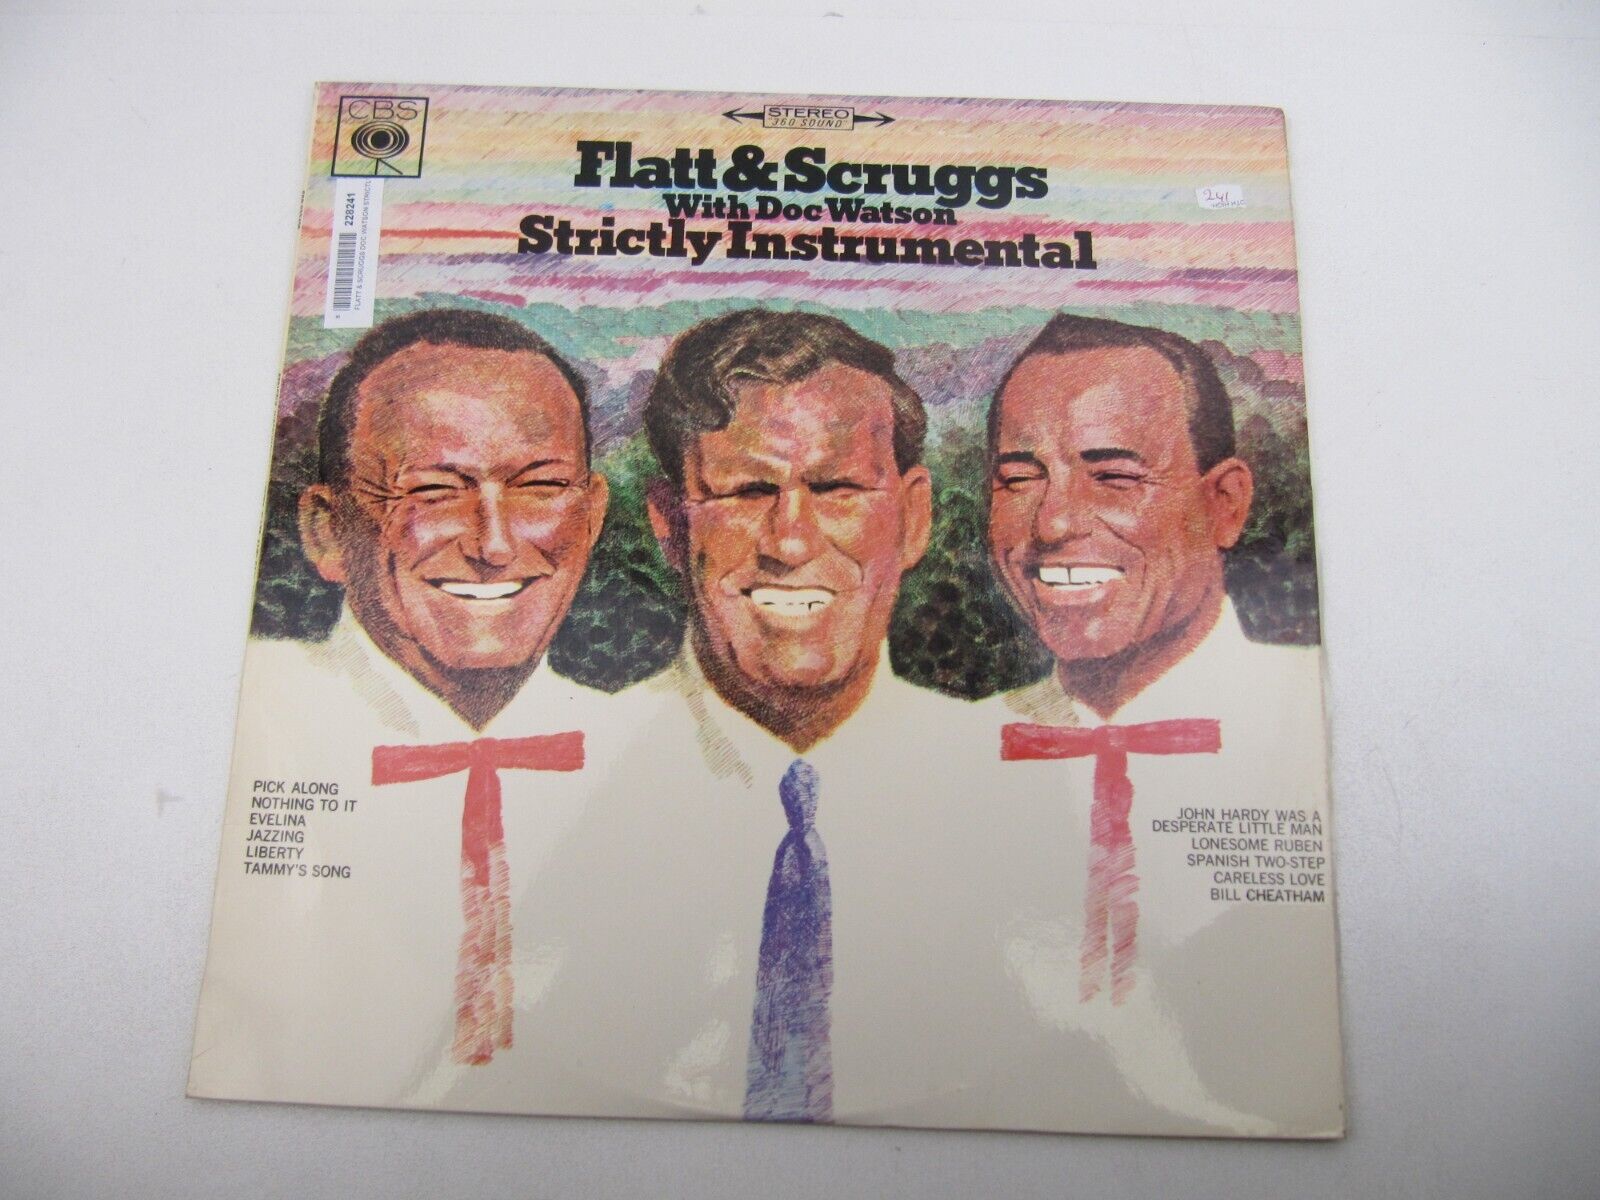 CBS
STEREO
"360 SOUND"
Flatt & Scruggs
With Doc Watson
Strictly Instrumental
228241
FLATT & SCRUGGS DOC WATSON STRICTL
241
PICK ALONG
NOTHING TO IT
EVELINA
JAZZING
LIBERTY
TAMMY'S SONG
JOHN HARDY WAS A
DESPERATE LITTLE MAN
LONESOME RUBEN
SPANISH TWO-STEP
CARELESS LOVE
BILL CHEATHAM